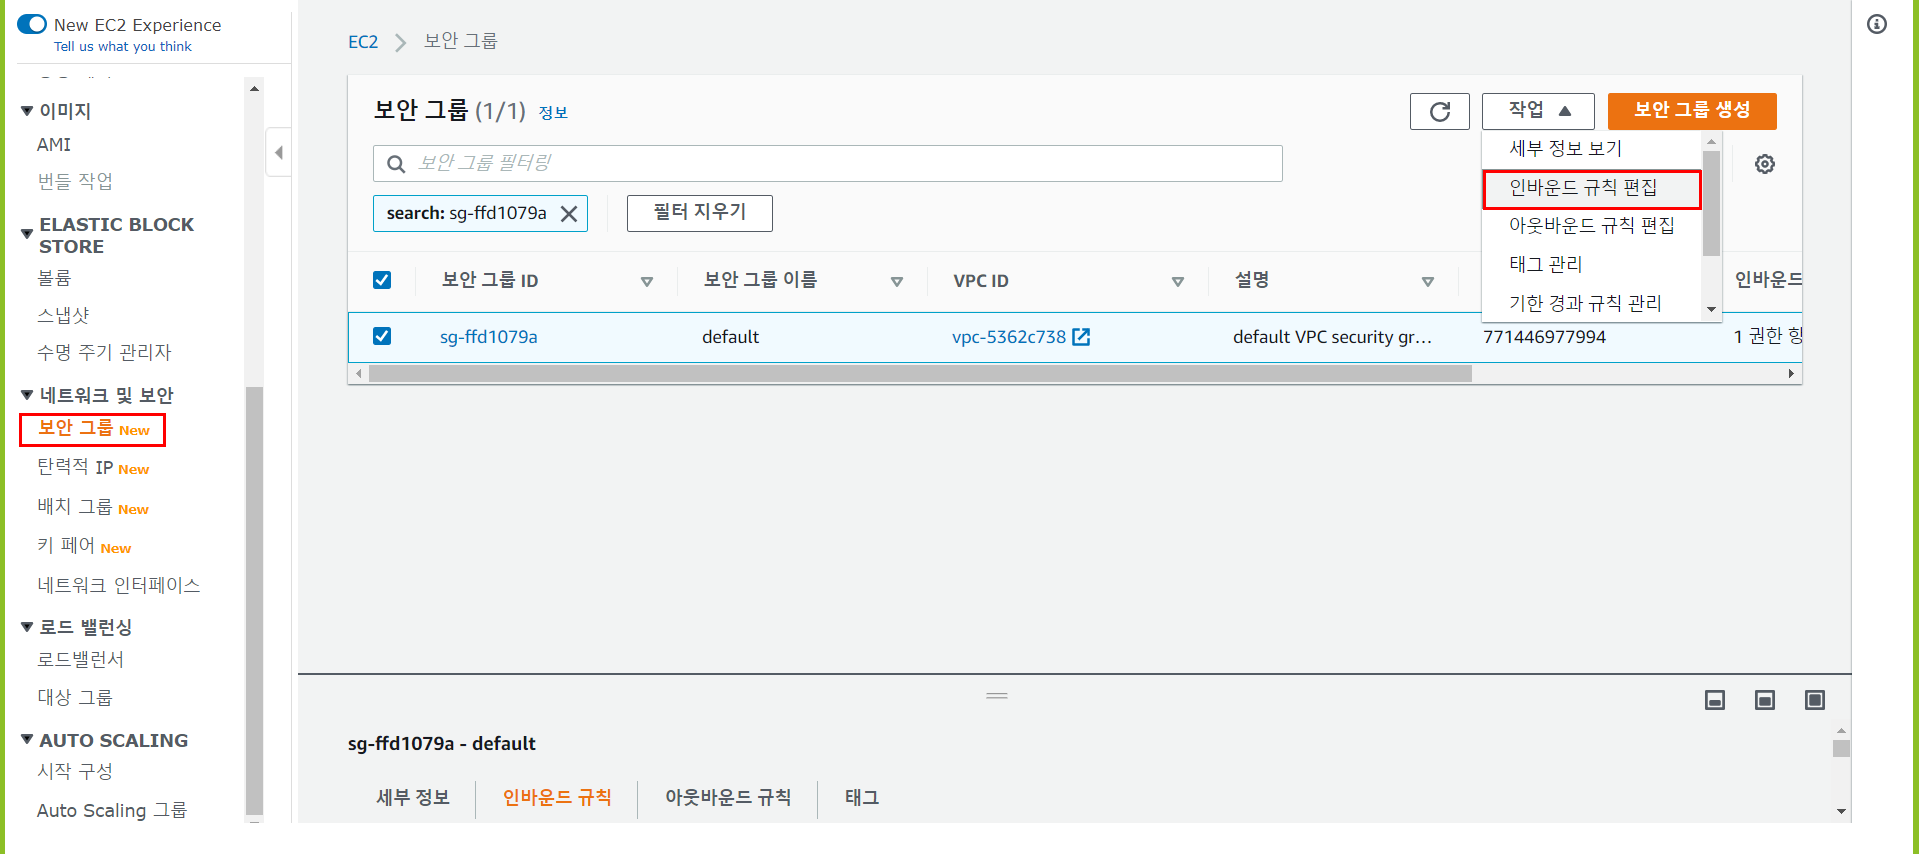 New EC2 Experience
Tell us what you think
이미지
AMI
번들 작업
ELASTIC BLOCK
STORE
볼륨
스냅샷
수명 주기 관리자
네트워크 및 보안
보안 그룹 New
탄력적 IP New
배치 그룹 New
키 페어 New
네트워크 인터페이스
로드 밸런싱
로드밸런서
대상 그룹
AUTO SCALING
시작 구성
Auto Scaling 그룹
EC2 > 보안 그룹
보안 그룹 (1/1) 정보
작업
보안 그룹 생성
보안 그룹 필터링
search: sg-ffd1079a
필터 지우기
세부 정보 보기
인바운드 규칙 편집
아웃바운드 규칙 편집
태그 관리
기한 경과 규칙 관리
보안 그룹 ID 보안 그룹 이름 VPC ID 설명 인바운드
sg-ffd1079a default vpc-5362c738 default VPC security gr... 771446977994 1 권한 항
sg-ffd1079a - default
세부 정보 인바운드 규칙 아웃바운드 규칙 태그